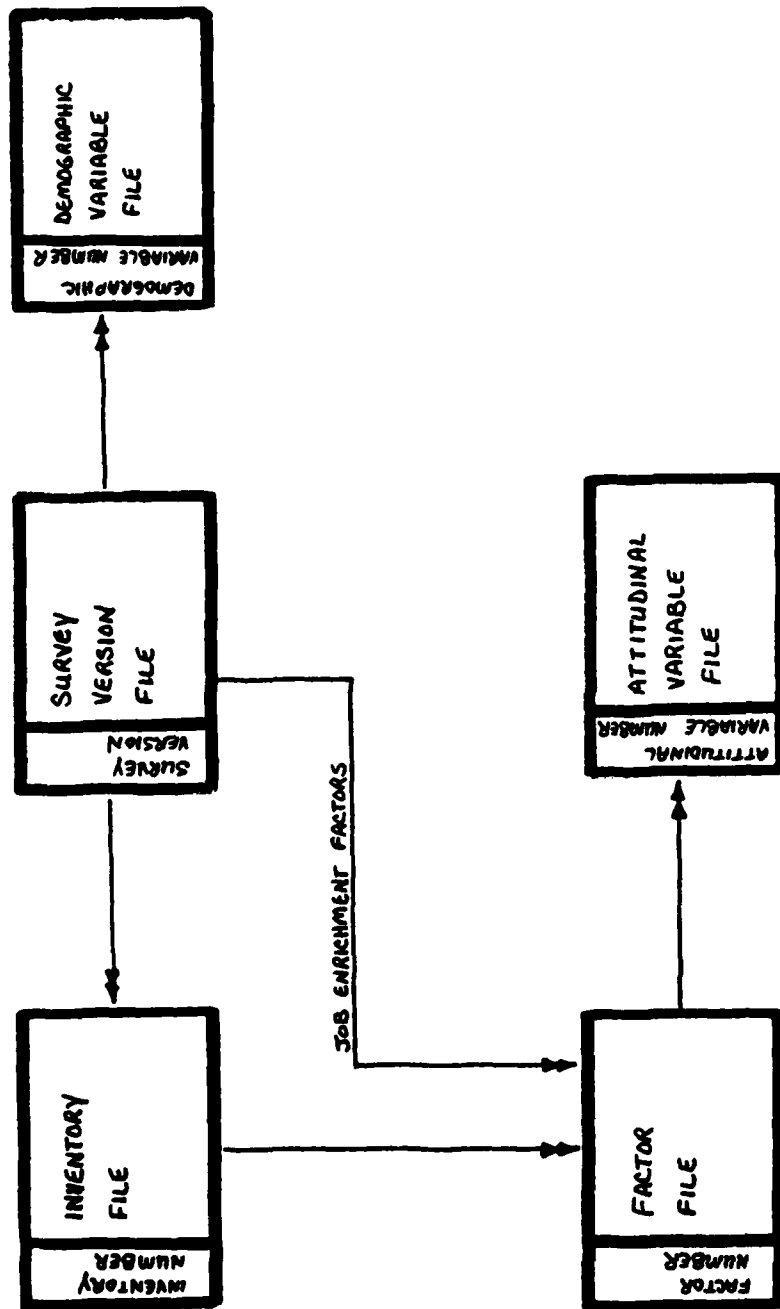 INVENTORY
NUMBER
INVENTORY
FILE
SURVEY
VERSION
SURVEY
VERSION
FILE
DEMOGRAPHIC
VARIABLE NUMBER
DEMOGRAPHIC
VARIABLE
FILE
JOB ENRICHMENT FACTORS
FACTOR
NUMBER
FACTOR
FILE
ATTITUDINAL
VARIABLE NUMBER
ATTITUDINAL
VARIABLE
FILE